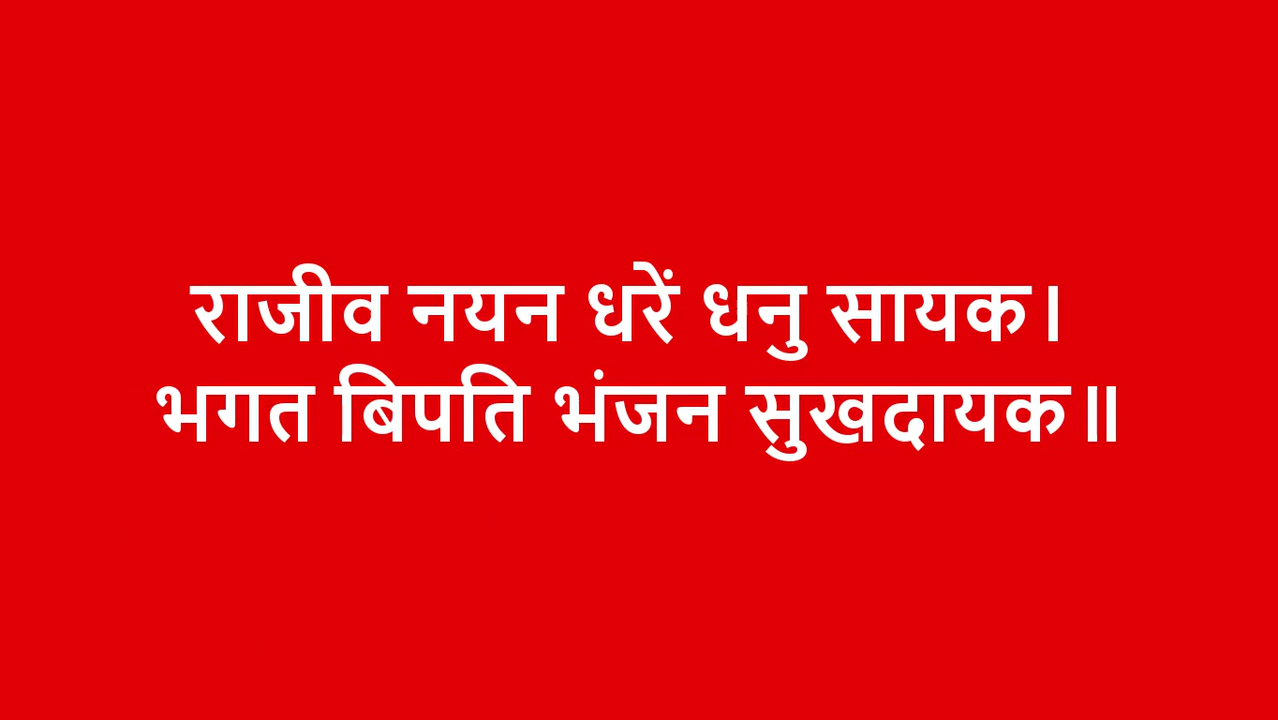 राजीव नयन धरें धनु सायक।
भगत बिपति भंजन सुखदायक॥